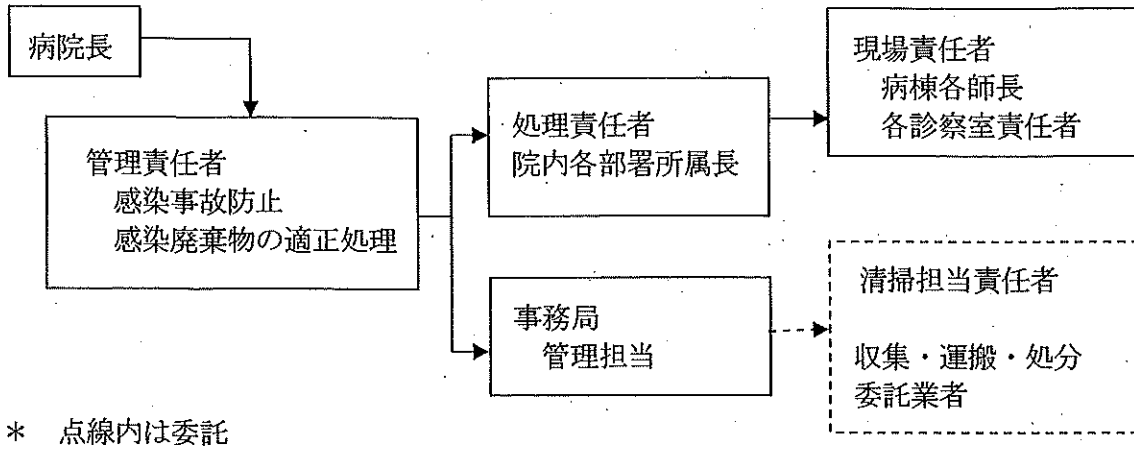 病院長
管理責任者
感染事故防止
感染廃棄物の適正処理
処理責任者
院内各部署所属長
現場責任者
病棟各師長
各診察室責任者
事務局
管理担当
清掃担当責任者
収集・運搬・処分
委託業者
＊　点線内は委託